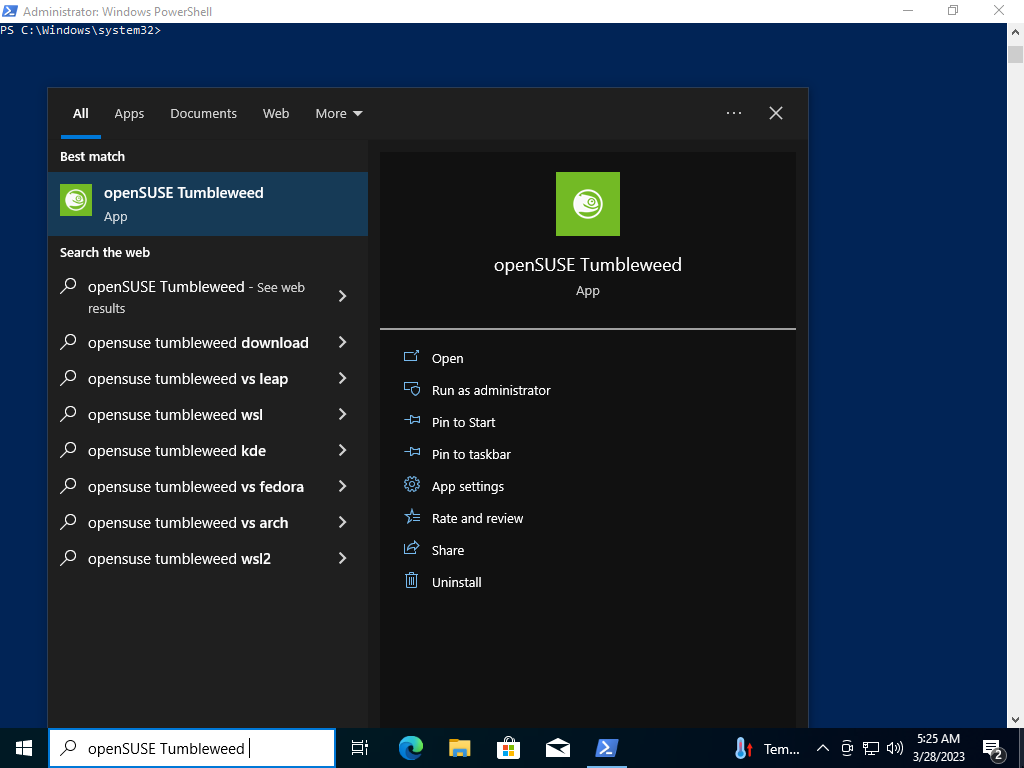 Administrator: Windows PowerShell
PS C:\Windows\system32>
All Apps Documents Web More
Best match
openSUSE Tumbleweed
App
Search the web
openSUSE Tumbleweed - See web
results
opensuse tumbleweed download
opensuse tumbleweed vs leap
opensuse tumbleweed wsl
opensuse tumbleweed kde
opensuse tumbleweed vs fedora
opensuse tumbleweed vs arch
opensuse tumbleweed wsl2
openSUSE Tumbleweed
App
Open
Run as administrator
Pin to Start
Pin to taskbar
App settings
Rate and review
Share
Uninstall
openSUSE Tumbleweed
Tem...
5:25 AM
3/28/2023
2